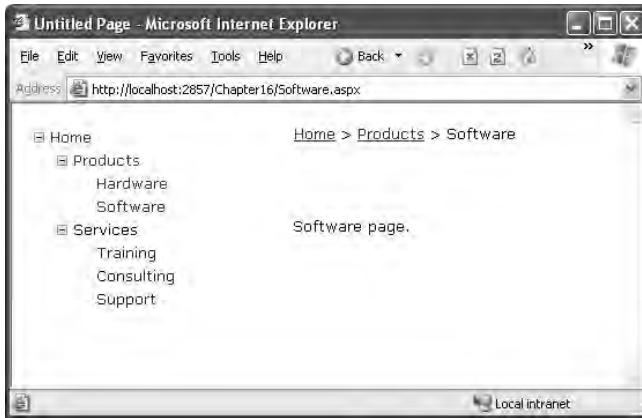 Untitled Page - Microsoft Internet Explorer
File Edit View Favorites Tools Help Back »
Address http://localhost:2857/Chapter16/Software.aspx
Home
Products
Hardware
Software
Services
Training
Consulting
Support
Home > Products > Software
Software page.
Local intranet